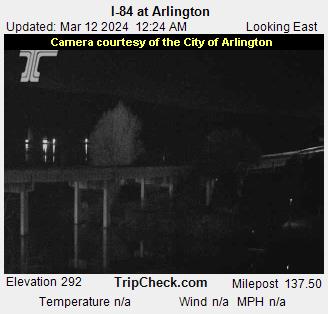 I-84 at Arlington
Updated: Mar 12 2024 12:24 AM Looking East
Camera courtesy of the City of Arlington
Elevation 292 TripCheck.com Milepost 137.50
Temperature n/a Wind n/a MPH n/a